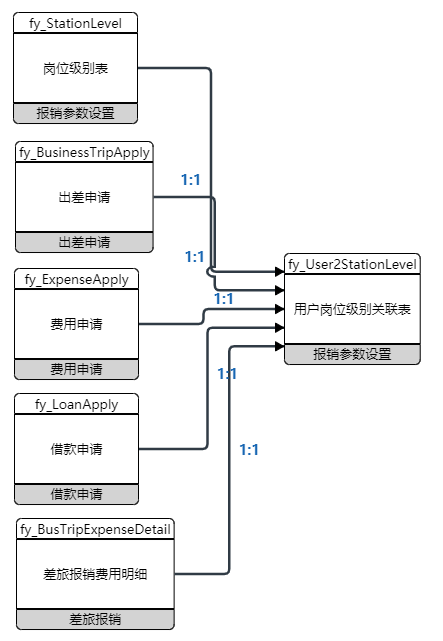 fy_StationLevel
岗位级别表
报销参数设置
fy_BusinessTripApply
出差申请
出差申请
1:1
1:1
fy_ExpenseApply
费用申请
费用申请
1:1
fy_User2StationLevel
用户岗位级别关联表
报销参数设置
fy_LoanApply
借款申请
借款申请
1:1
1:1
fy_BusTripExpenseDetail
差旅报销费用明细
差旅报销